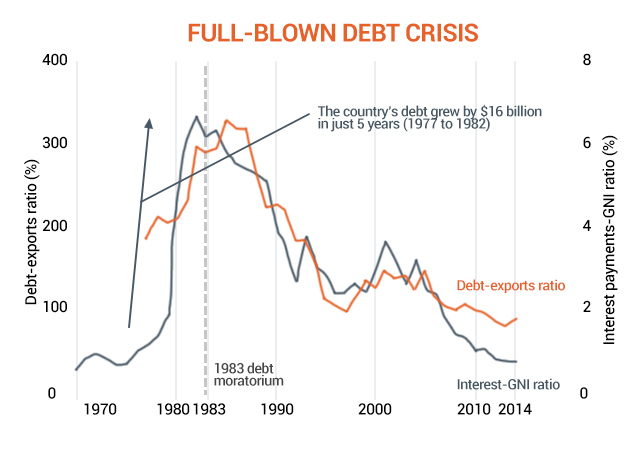 FULL-BLOWN DEBT CRISIS
400
300
200
100
0
Debt-exports ratio (%)
8
6
4
2
0
Interest payments-GNI ratio (%)
The country's debt grew by $16 billion
in just 5 years (1977 to 1982)
Debt-exports ratio
1983 debt
moratorium
Interest-GNI ratio
1970 1980 1983 1990 2000 2010 2014